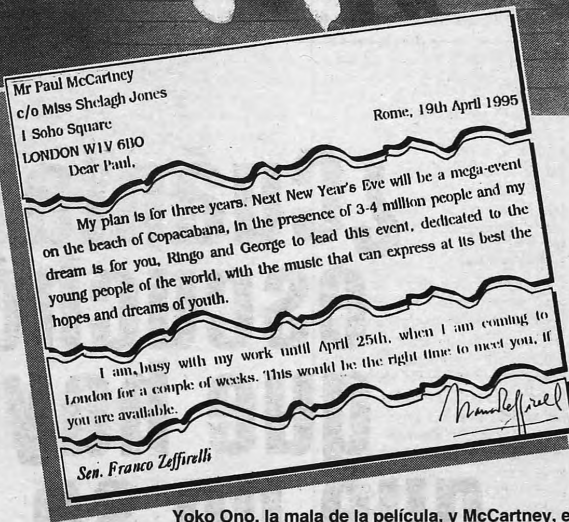 Mr Paul McCartney
c/o Miss Shelagh Jones
1 Soho Square
LONDON W1V 6BO
Rome, 19th April 1995
Dear Paul,
My plan is for three years. Next New Year's Eve will be a mega-event
on the beach of Copacabana, in the presence of 3-4 million people and my
dream is for you, Ringo and George to lead this event, dedicated to the
young people of the world, with the music that can express at its best the
hopes and dreams of youth.
I am, busy with my work until April 25th, when I am coming to
London for a couple of weeks. This would be the right time to meet you, if
you are available.
Franco Zeffirelli
Sen. Franco Zeffirelli
Yoko Ono, la mala de la película, y McCartney, e